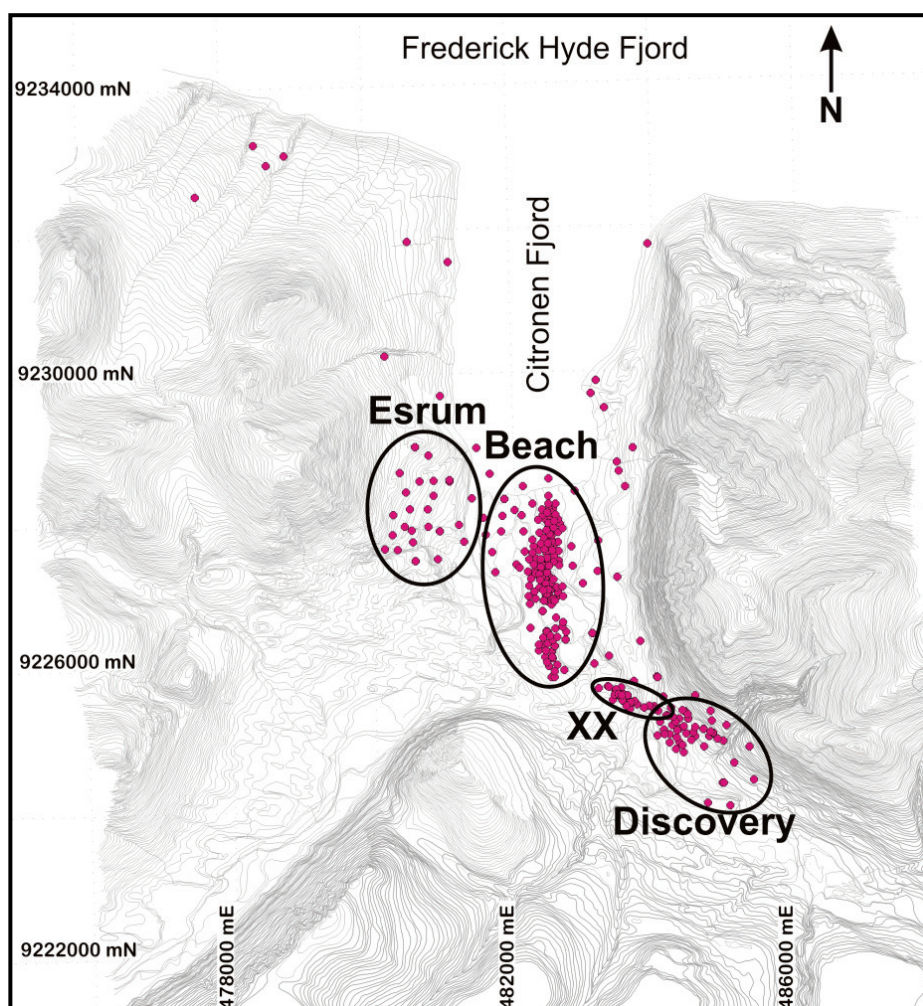 Frederick Hyde Fjord
9234000 mN
N
Citronen Fjord
9230000 mN
Esrum
Beach
9226000 mN
XX
Discovery
9222000 mN
478000 mE
482000 mE
486000 mE